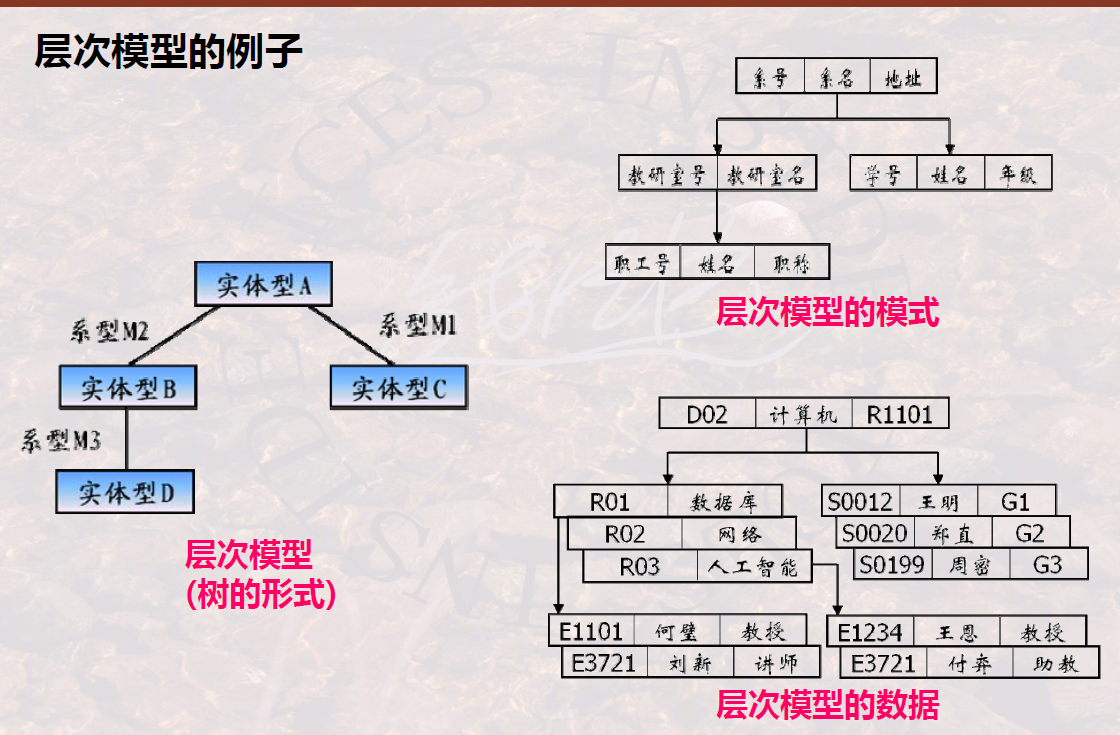 层次模型的例子
系号 系名 地址
教研室号 教研室名
学号 姓名 年级
职工号 姓名 职称
层次模型的模式
实体型A
系型M2
系型M1
实体型B
实体型C
系型M3
实体型D
层次模型
(树的形式)
D02 计算机 R1101
R01 数据库
R02 网络
R03 人工智能
S0012 王明 G1
S0020 郑直 G2
S0199 周密 G3
E1101 何璧 教授
E3721 刘新 讲师
E1234 王恩 教授
E3721 付弈 助教
层次模型的数据